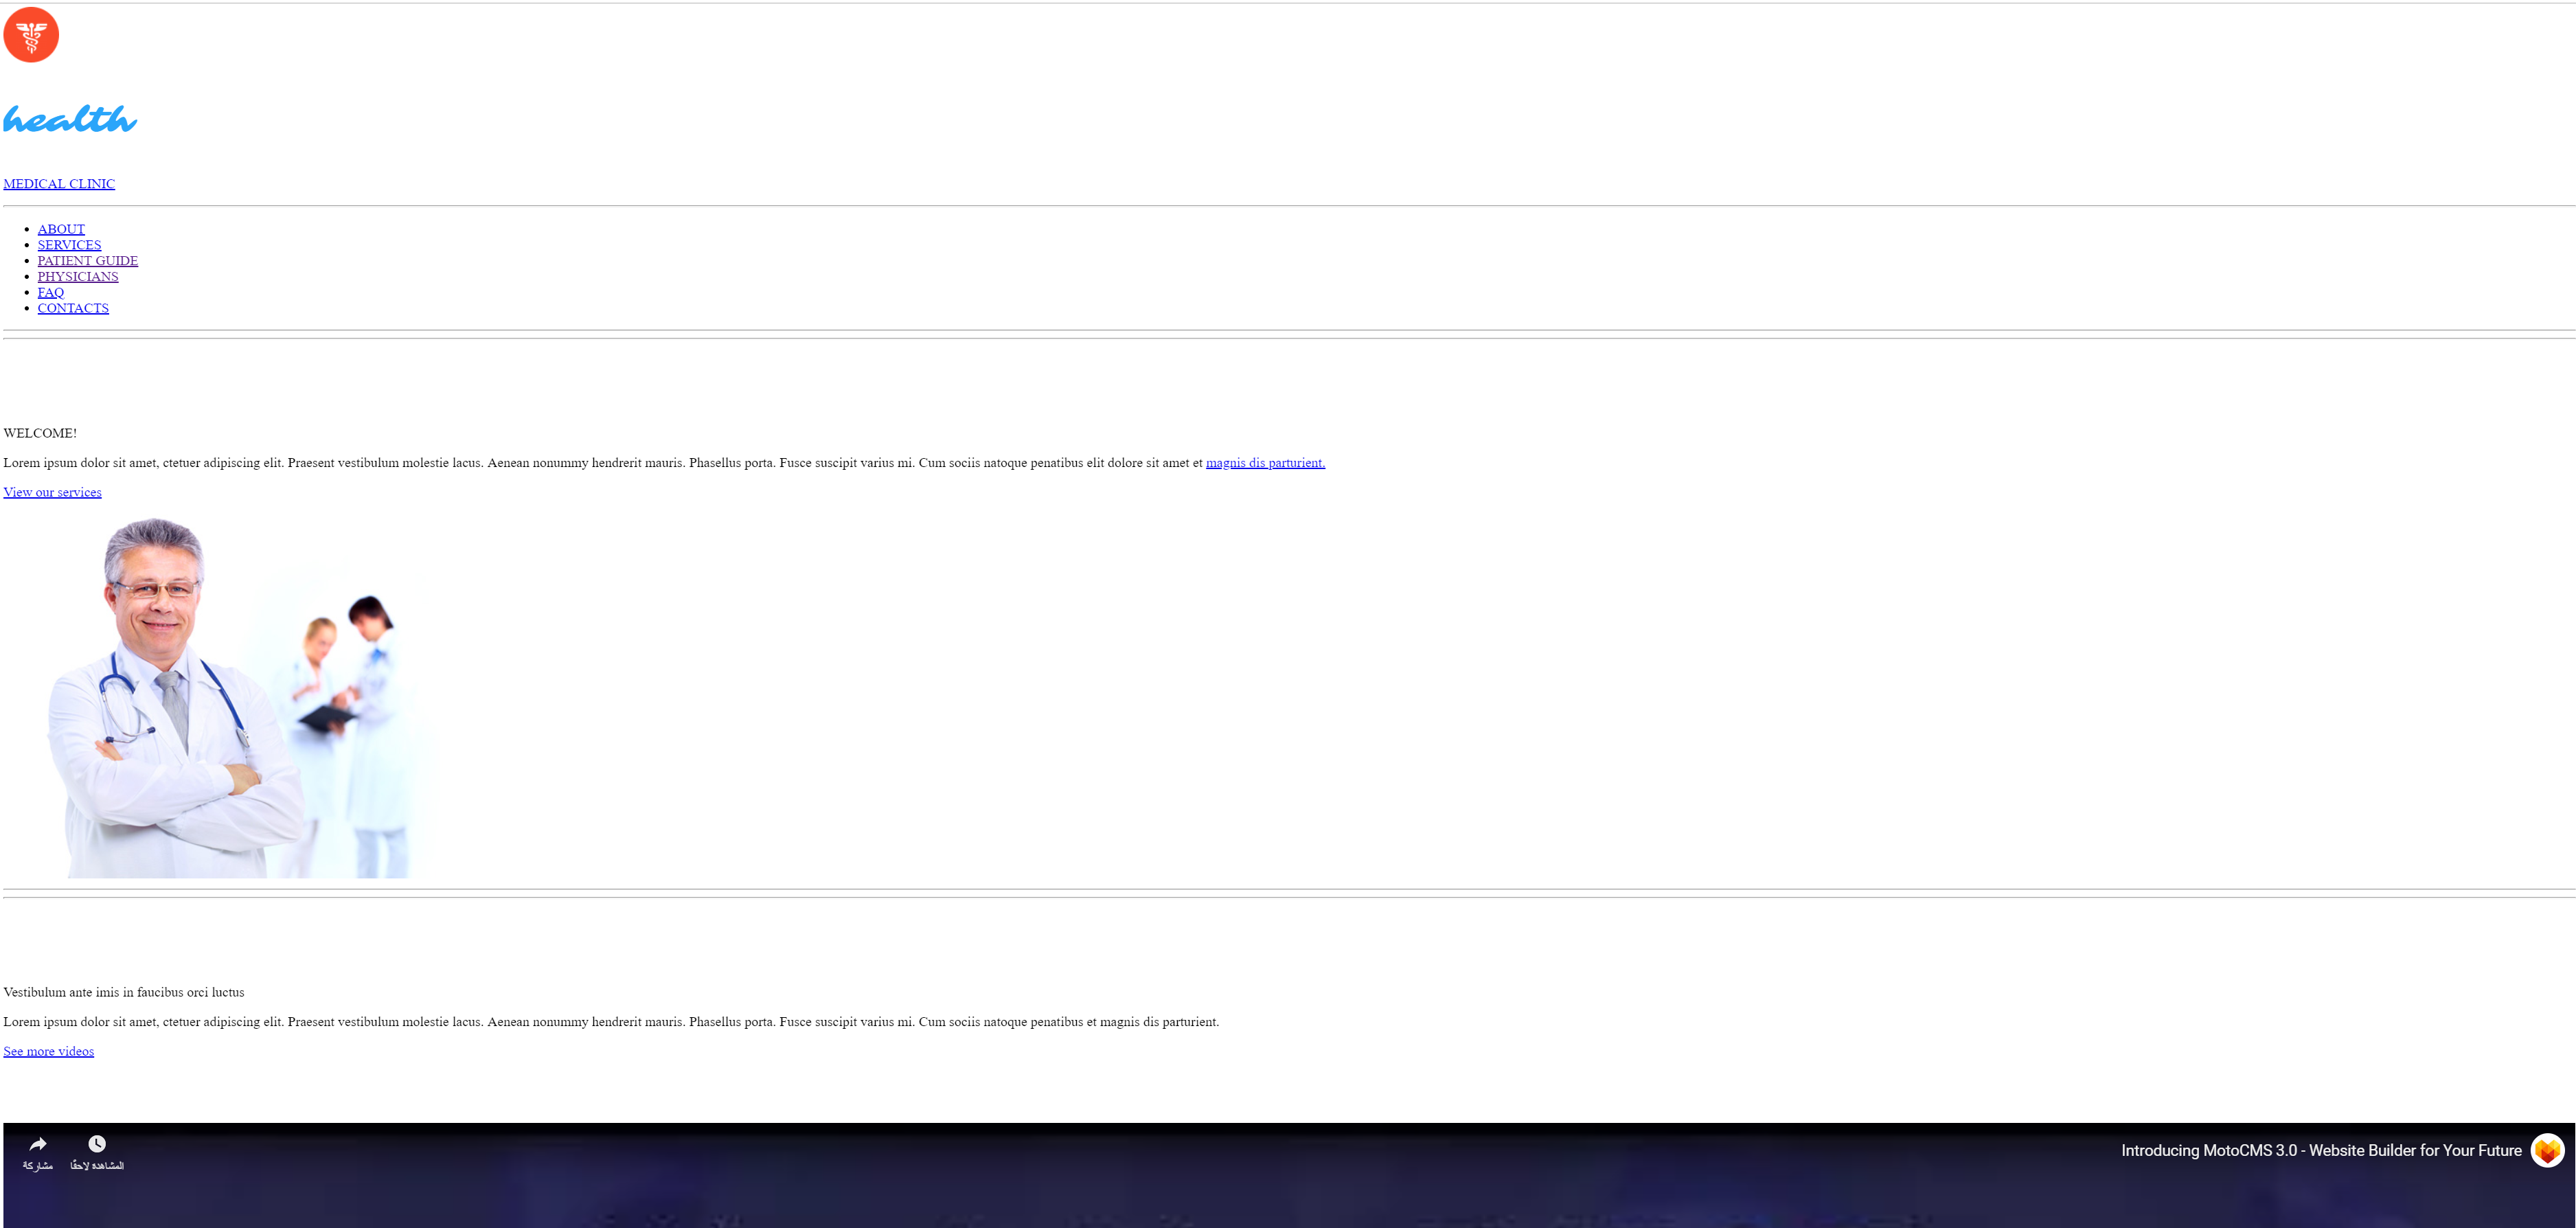 health
MEDICAL CLINIC
ABOUT
SERVICES
PATIENT GUIDE
PHYSICIANS
FAQ
CONTACTS
WELCOME!
Lorem ipsum dolor sit amet, ctetuer adipiscing elit. Praesent vestibulum molestie lacus. Aenean nonummy hendrerit mauris. Phasellus porta. Fusce suscipit varius mi. Cum sociis natoque penatibus elit dolore sit amet et magnis dis parturient.
View our services
Vestibulum ante imis in faucibus orci luctus
Lorem ipsum dolor sit amet, ctetuer adipiscing elit. Praesent vestibulum molestie lacus. Aenean nonummy hendrerit mauris. Phasellus porta. Fusce suscipit varius mi. Cum sociis natoque penatibus et magnis dis parturient.
See more videos
Introducing MotoCMS 3.0 - Website Builder for Your Future
المشاهدة لاحقًا
مشاركة